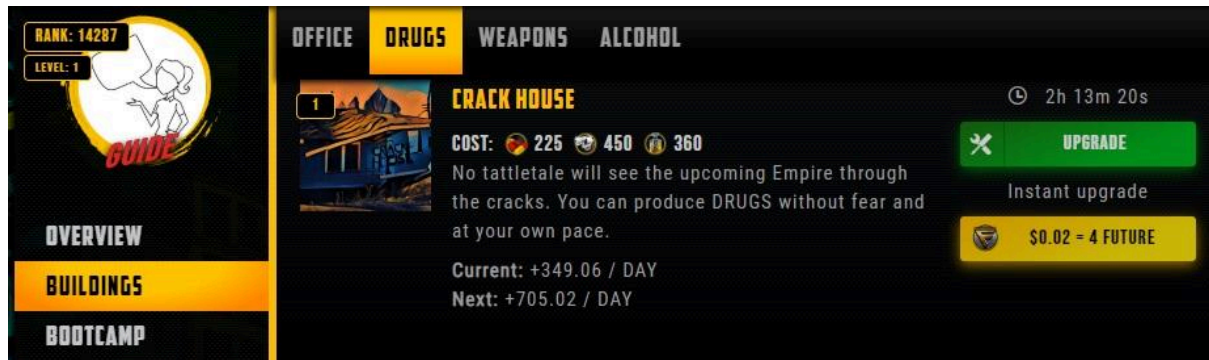 RANK: 14287
LEVEL: 1
GUIDE
OVERVIEW
BUILDINGS
BOOTCAMP
OFFICE DRUGS WEAPONS ALCOHOL
1
CRACK HOUSE
COST: 225 450 360
No tattletale will see the upcoming Empire through
the cracks. You can produce DRUGS without fear and
at your own pace.
Current: +349.06 / DAY
Next: +705.02 / DAY
2h 13m 20s
UPGRADE
Instant upgrade
$0.02 = 4 FUTURE